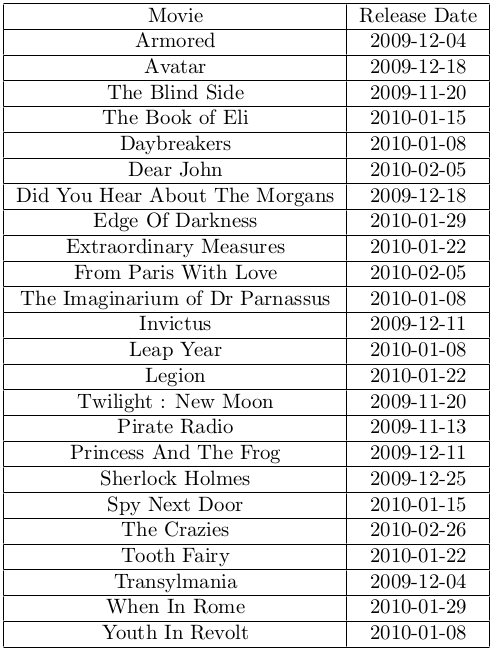 Movie Release Date
Armored 2009-12-04
Avatar 2009-12-18
The Blind Side 2009-11-20
The Book of Eli 2010-01-15
Daybreakers 2010-01-08
Dear John 2010-02-05
Did You Hear About The Morgans 2009-12-18
Edge Of Darkness 2010-01-29
Extraordinary Measures 2010-01-22
From Paris With Love 2010-02-05
The Imaginarium of Dr Parnassus 2010-01-08
Invictus 2009-12-11
Leap Year 2010-01-08
Legion 2010-01-22
Twilight : New Moon 2009-11-20
Pirate Radio 2009-11-13
Princess And The Frog 2009-12-11
Sherlock Holmes 2009-12-25
Spy Next Door 2010-01-15
The Crazies 2010-02-26
Tooth Fairy 2010-01-22
Transylmania 2009-12-04
When In Rome 2010-01-29
Youth In Revolt 2010-01-08